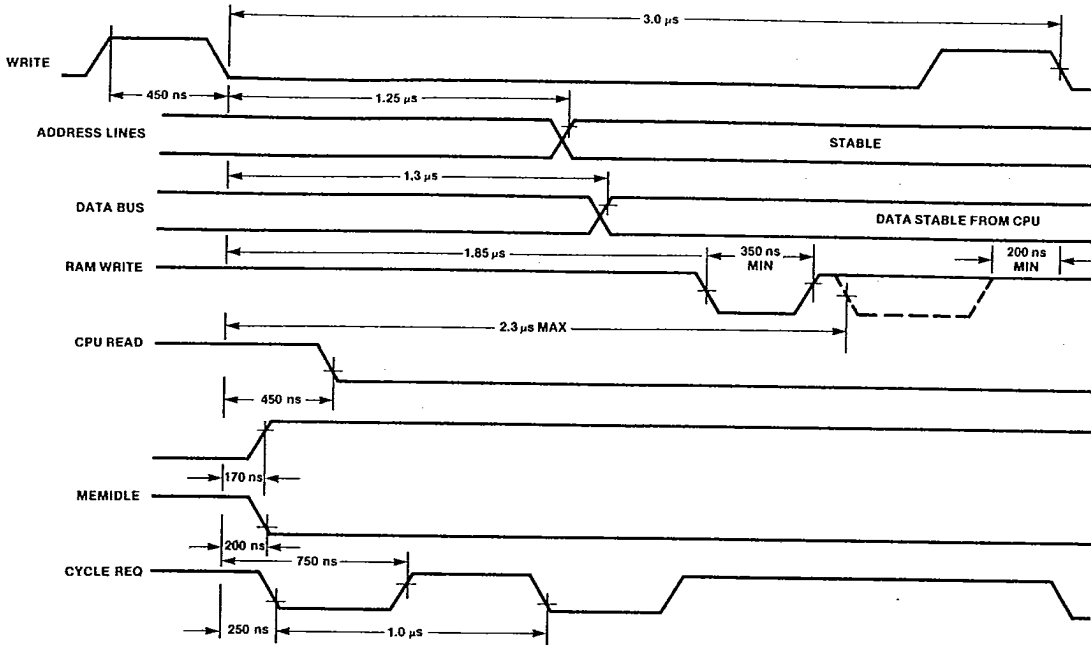 3.0 µs
WRITE
450 ns
1.25 µs
ADDRESS LINES
STABLE
1.3 µs
DATA BUS
DATA STABLE FROM CPU
1.85 µs
350 ns
MIN
200 ns
MIN
RAM WRITE
2.3 µs MAX
CPU READ
450 ns
170 ns
MEMIDLE
200 ns
750 ns
CYCLE REQ
250 ns
1.0 µs